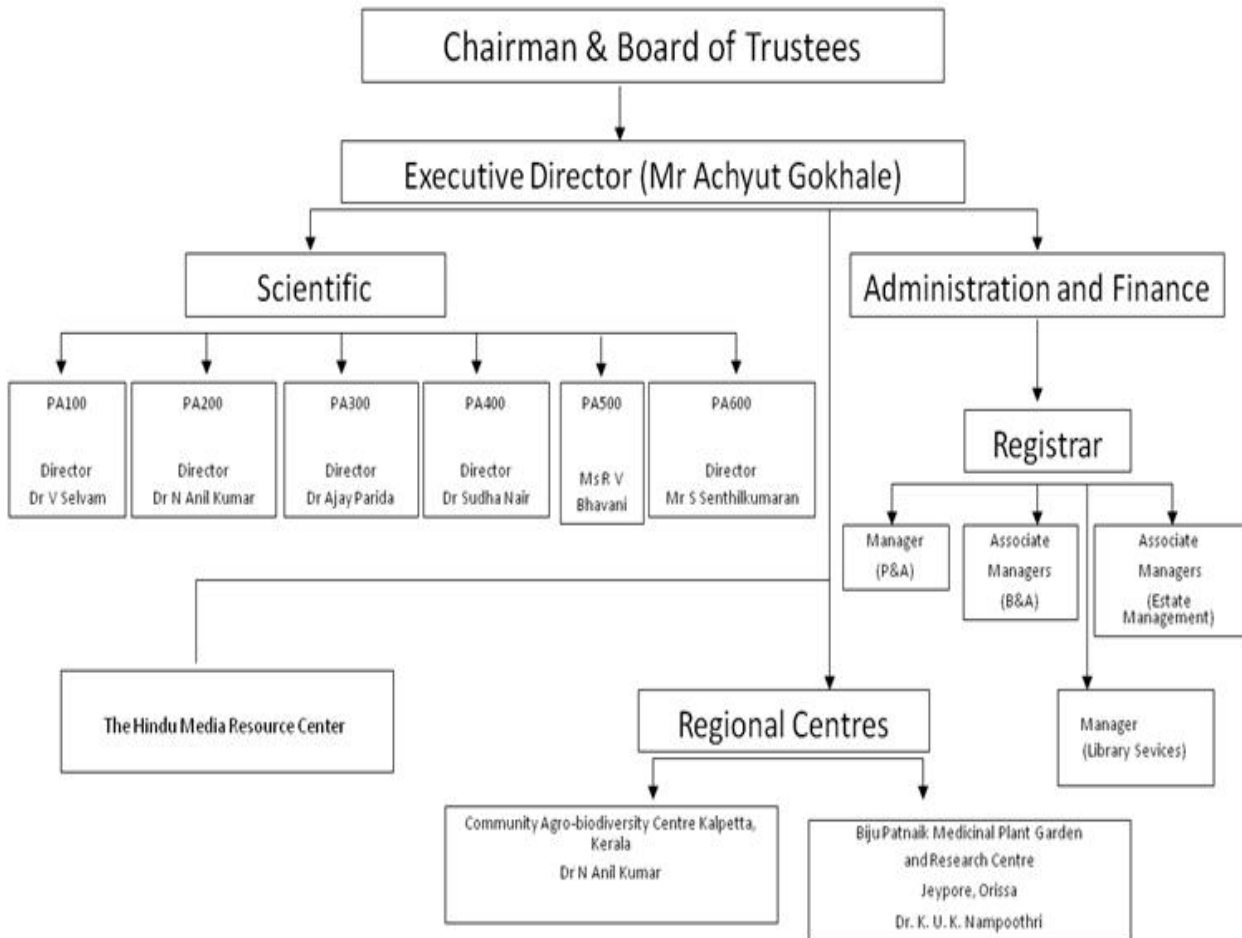 Chairman & Board of Trustees
Executive Director (Mr Achyut Gokhale)
Scientific
Administration and Finance
PA100
Director
Dr V Selvam
PA200
Director
Dr N Anil Kumar
PA300
Director
Dr Ajay Parida
PA400
Director
Dr Sudha Nair
PA500
Ms R V
Bhavani
PA600
Director
Mr S Senthilkumaran
Registrar
Manager
(P&A)
Associate
Managers
(B&A)
Associate
Managers
(Estate
Management)
The Hindu Media Resource Center
Regional Centres
Manager
(Library Sevices)
Community Agro-biodiversity Centre Kalpetta,
Kerala
Dr N Anil Kumar
Biju Patnaik Medicinal Plant Garden
and Research Centre
Jeypore, Orissa
Dr. K. U. K. Nampoothri